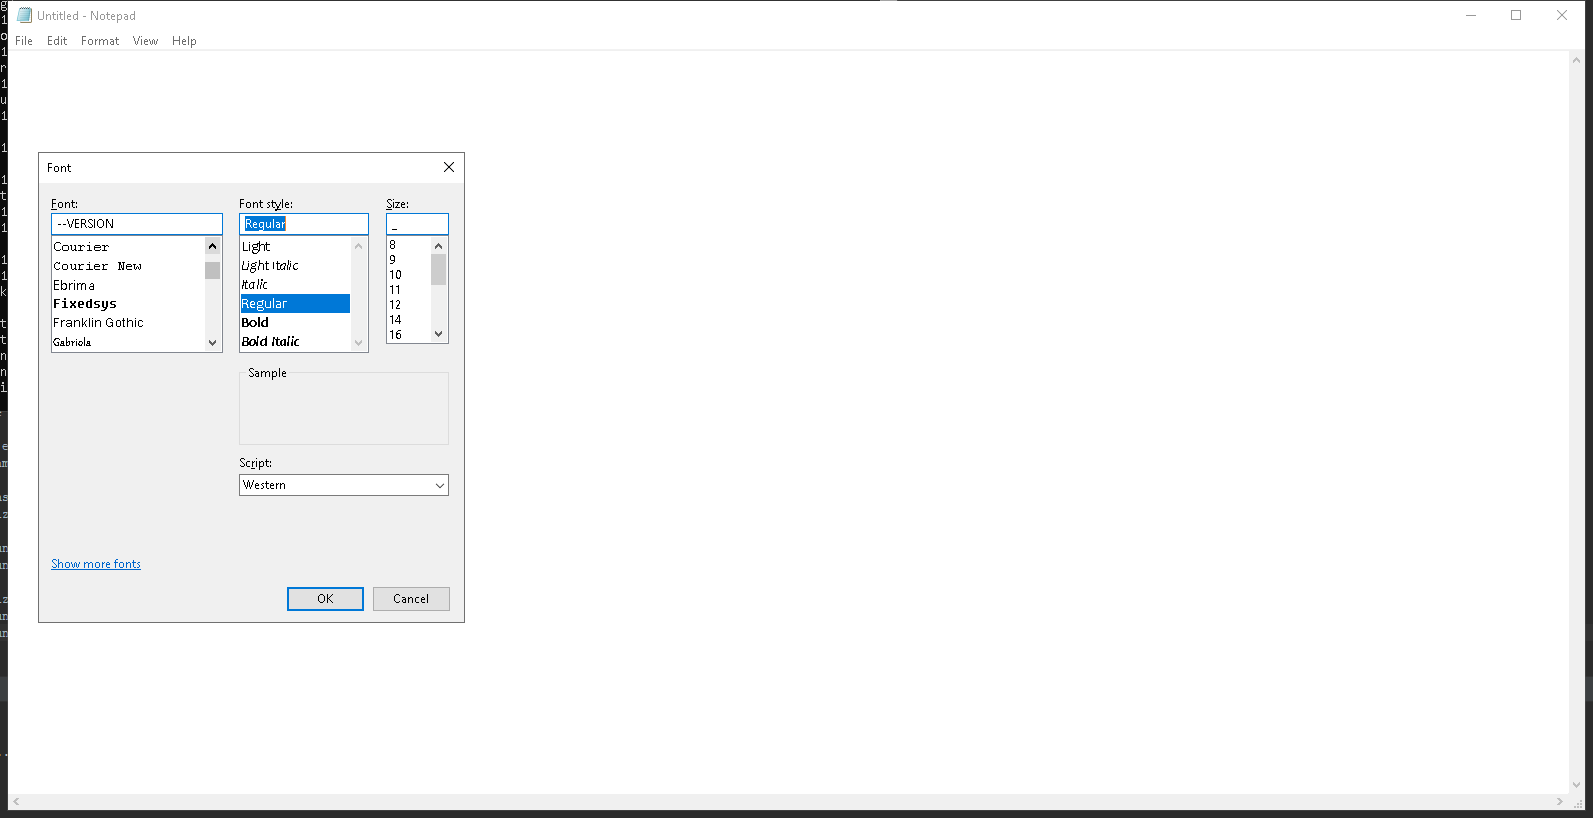 Untitled - Notepad
File Edit Format View Help
Font
Font: Font style: Size:
--VERSION Regular _
Courier
Courier New
Ebrima
Fixedsys
Franklin Gothic
Gabriola
Light
Light Italic
Italic
Regular
Bold
Bold Italic
8
9
10
11
12
14
16
Sample
Script:
Western
Show more fonts
OK Cancel